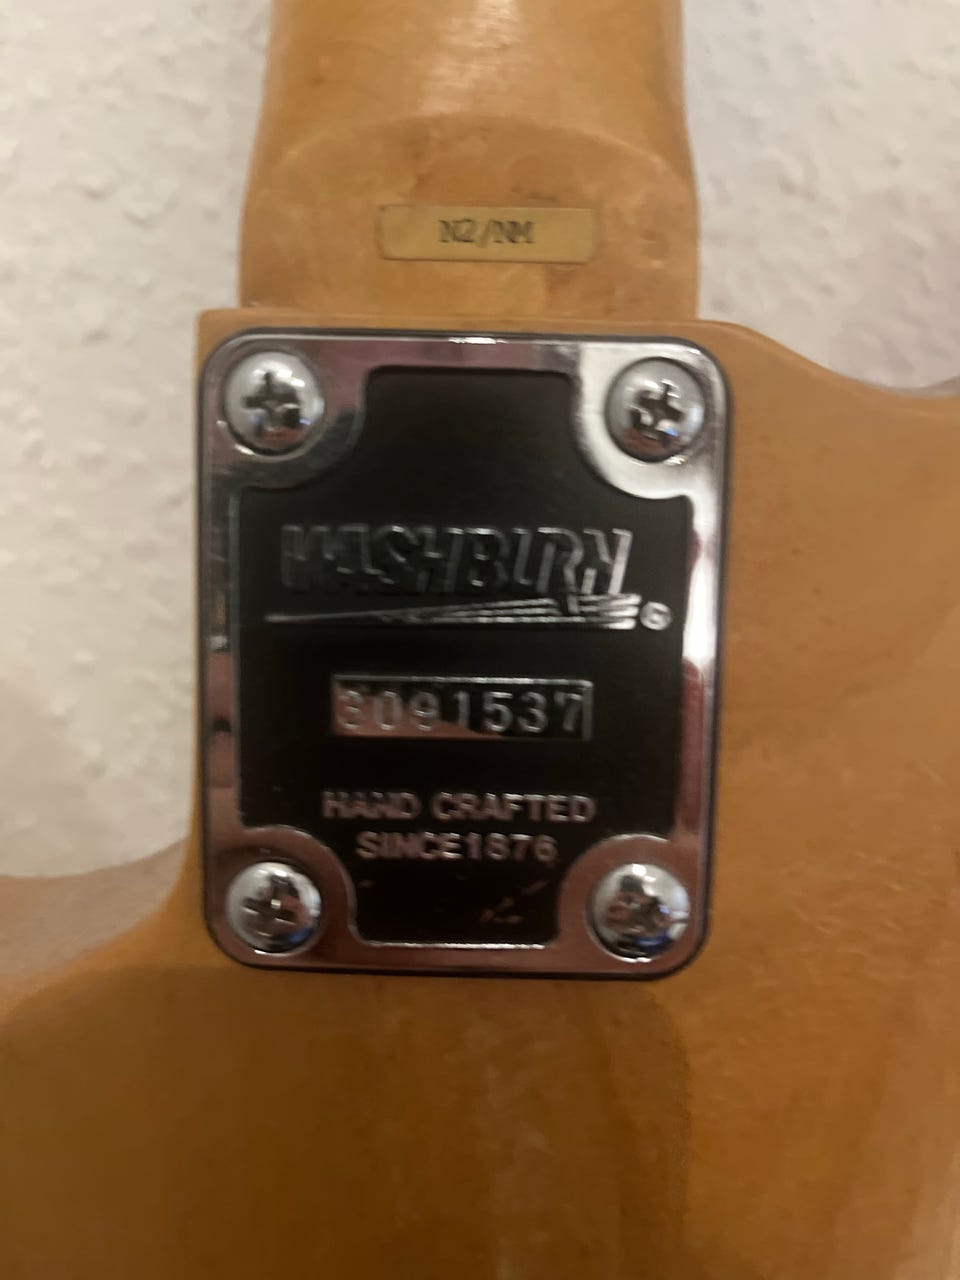 N2/NM
WASHBURN
®
3091537
HAND CRAFTED
SINCE1876